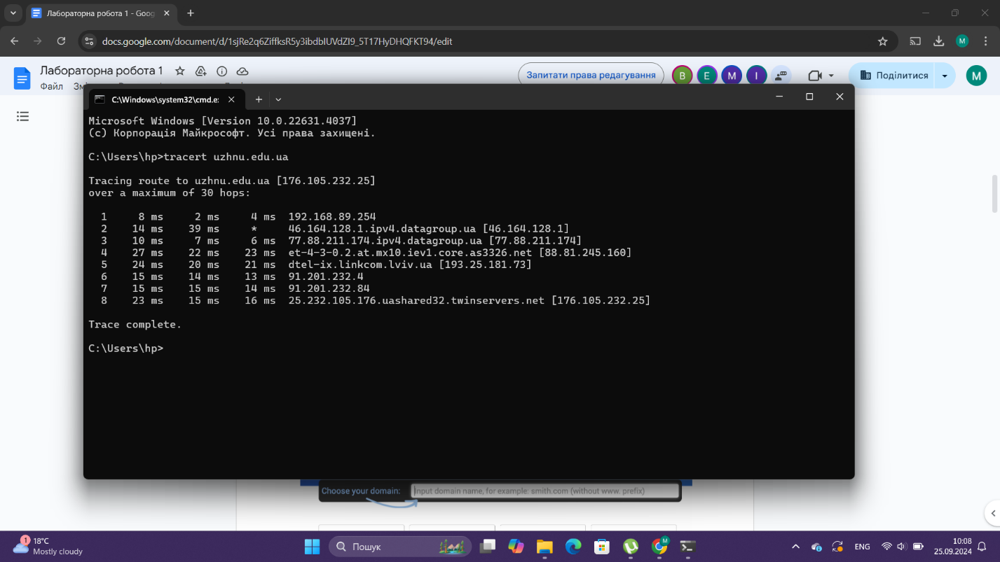 Лабораторна робота 1 - Goog
docs.google.com/document/d/1sjRe2q6ZiffksR5y3ibdbIUVdZI9_5T17HyDHQFKT94/edit
M
Лабораторна робота 1
Запитати права редагування
B E M I
Поділитися
M
Файл
C:\Windows\system32\cmd.e
Microsoft Windows [Version 10.0.22631.4037]
(c) Корпорація Майкрософт. Усі права захищені.
C:\Users\hp>tracert uzhnu.edu.ua
Tracing route to uzhnu.edu.ua [176.105.232.25]
over a maximum of 30 hops:
1 8 ms 2 ms 4 ms 192.168.89.254
2 14 ms 39 ms * 46.164.128.1.ipv4.datagroup.ua [46.164.128.1]
3 10 ms 7 ms 6 ms 77.88.211.174.ipv4.datagroup.ua [77.88.211.174]
4 27 ms 22 ms 23 ms et-4-3-0.2.at.mx10.iev1.core.as3326.net [88.81.245.160]
5 24 ms 20 ms 21 ms dtel-ix.linkcom.lviv.ua [193.25.181.73]
6 15 ms 14 ms 13 ms 91.201.232.4
7 15 ms 15 ms 14 ms 91.201.232.84
8 23 ms 15 ms 16 ms 25.232.105.176.uashared32.twinservers.net [176.105.232.25]
Trace complete.
C:\Users\hp>
Choose your domain: Input domain name, for example: smith.com (without www. prefix)
1
18°C
Mostly cloudy
Пошук
M
ENG
10:08
25.09.2024